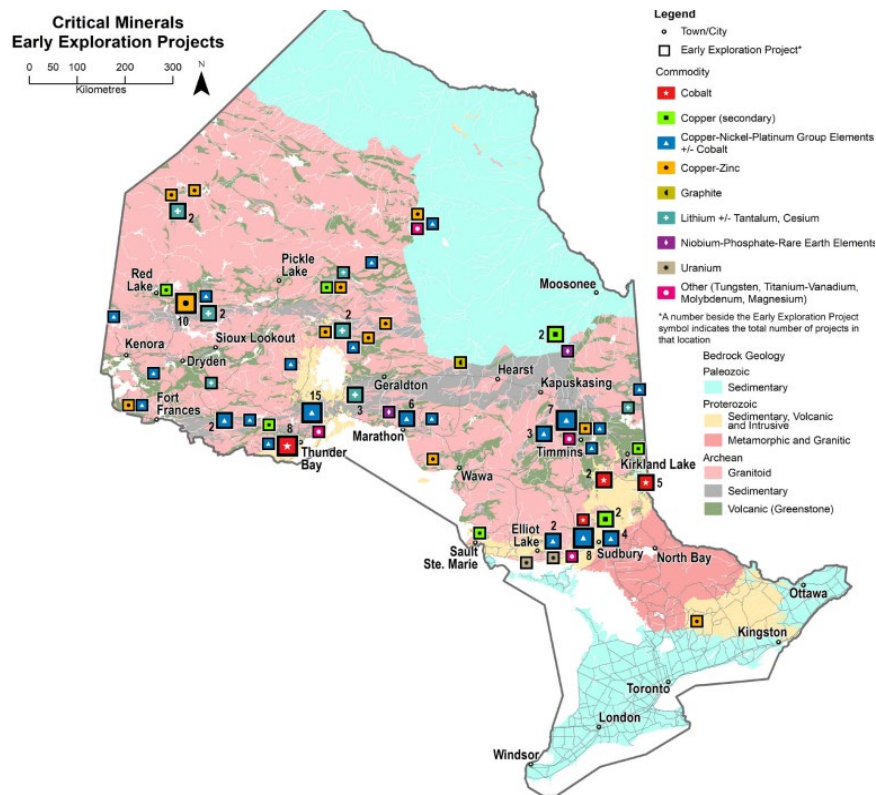 Critical Minerals
Early Exploration Projects
0 100 200 300
Kilometres
N
Legend
Town/City
Early Exploration Project*
Commodity
Cobalt
Copper (secondary)
Copper-Nickel-Platinum Group Elements
+/- Cobalt
Copper-Zinc
Graphite
Lithium +/- Tantalum, Cesium
Niobium-Phosphate-Rare Earth Elements
Uranium
Other (Tungsten, Titanium-Vanadium,
Molybdenum, Magnesium)
*A number beside the Early Exploration Project
symbol indicates the total number of projects in
that location
Bedrock Geology
Paleozoic
Sedimentary
Proterozoic
Sedimentary, Volcanic
and Intrusive
Metamorphic and Granitic
Archean
Granitoid
Sedimentary
Volcanic (Greenstone)
2
Pickle
Lake
Red
Lake
Moosonee
10
2
2
2
Kenora
Sioux Lookout
Dryden
Geraldton
Hearst
Kapuskasing
Fort
Frances
15
3
6
7
2
8
3
Marathon
Thunder
Bay
Timmins
Kirkland Lake
Wawa
2
5
2
2
Elliot
Lake
4
Sault
Ste. Marie
8
Sudbury
North Bay
Ottawa
Kingston
Toronto
London
Windsor